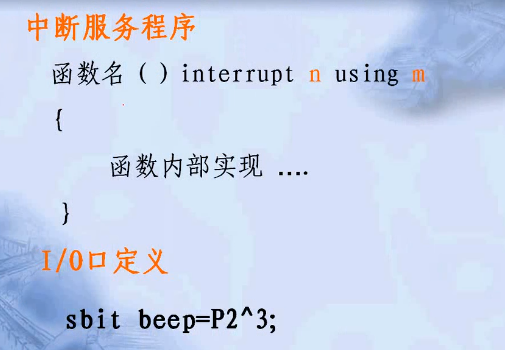 中断服务程序
函数名（）interrupt n using m
{
函数内部实现 ....
}
I/O口定义
sbit beep=P2^3;